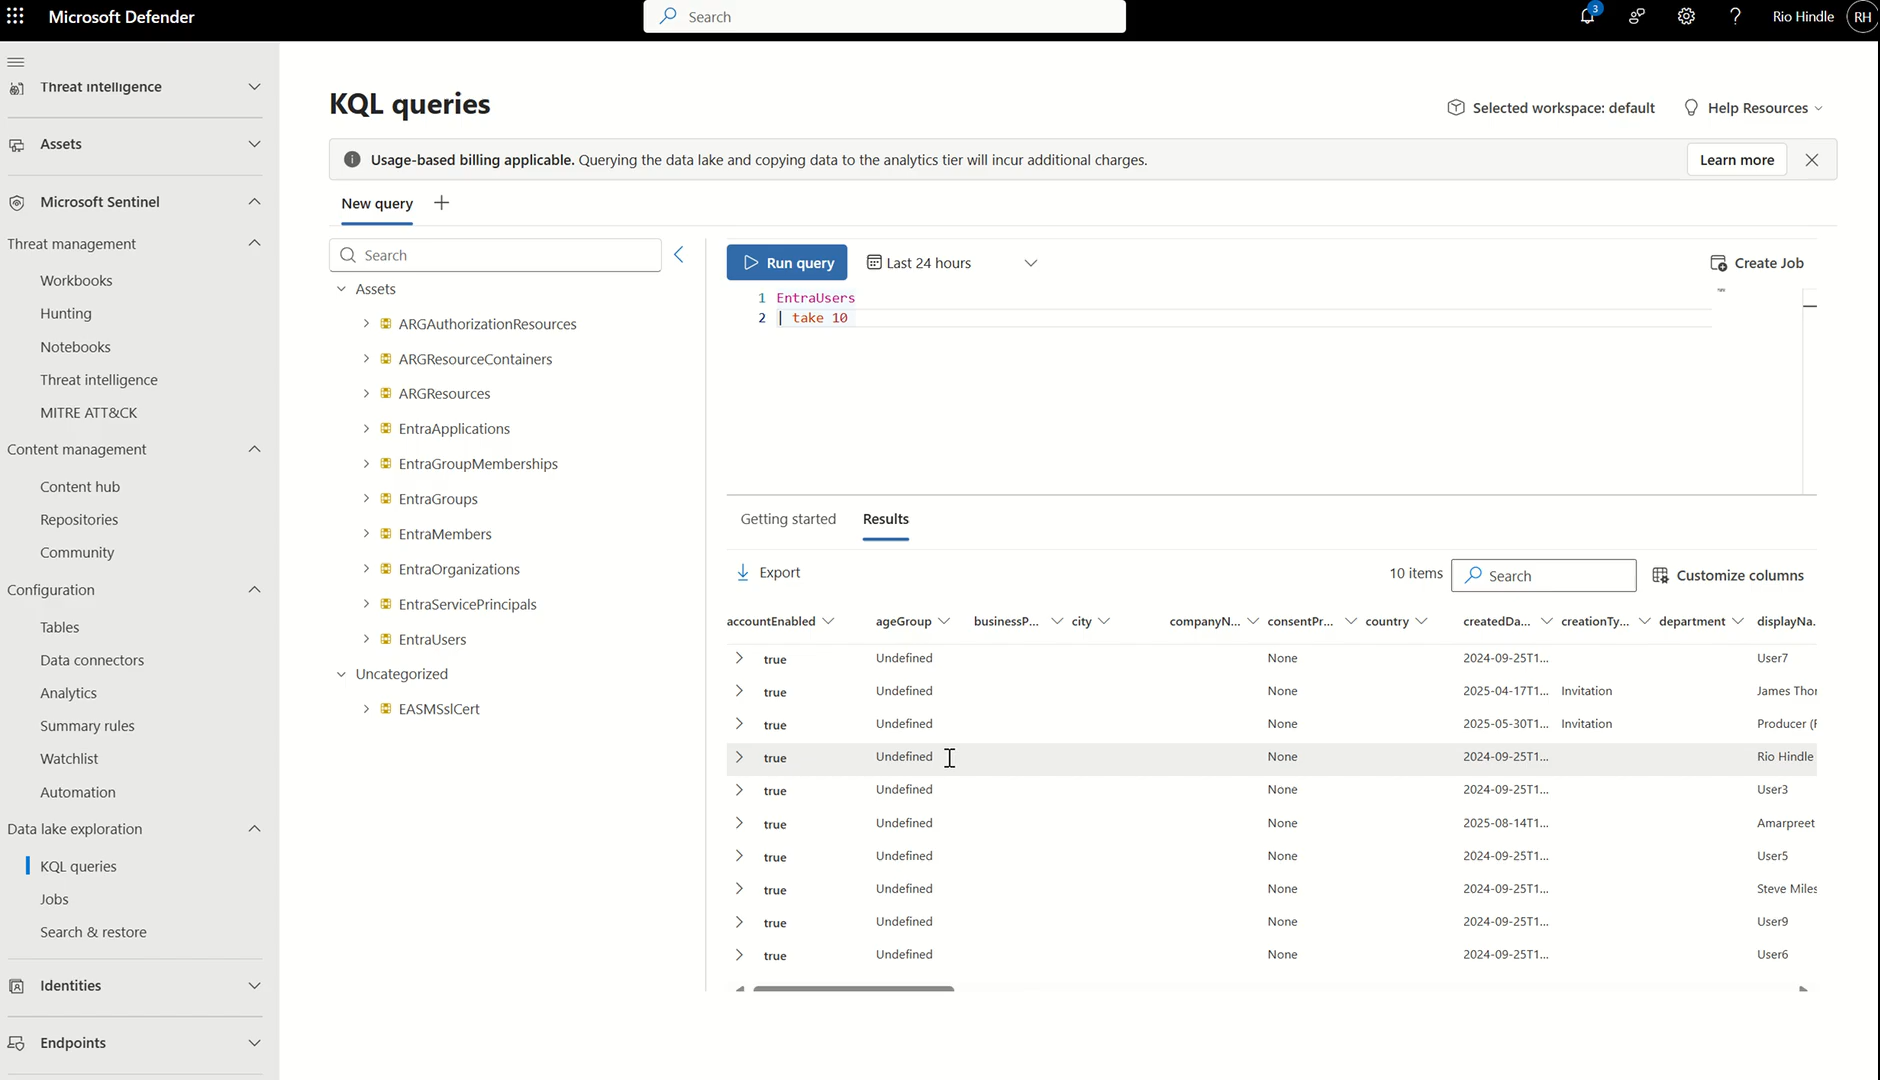 Microsoft Defender
Search
3
Rio Hindle
RH
Threat intelligence
Assets
Microsoft Sentinel
Threat management
Workbooks
Hunting
Notebooks
Threat intelligence
MITRE ATT&CK
Content management
Content hub
Repositories
Community
Configuration
Tables
Data connectors
Analytics
Summary rules
Watchlist
Automation
Data lake exploration
KQL queries
Jobs
Search & restore
Identities
Endpoints
KQL queries
Selected workspace: default
Help Resources
Usage-based billing applicable. Querying the data lake and copying data to the analytics tier will incur additional charges.
Learn more
New query
Search
Assets
ARGAuthorizationResources
ARGResourceContainers
ARGResources
EntraApplications
EntraGroupMemberships
EntraGroups
EntraMembers
EntraOrganizations
EntraServicePrincipals
EntraUsers
Uncategorized
EASMSslCert
Run query
Last 24 hours
Create Job
1 EntraUsers
2 | take 10
Getting started
Results
Export
10 items
Search
Customize columns
accountEnabled ageGroup businessP... city companyN... consentPr... country createdDa... creationTy... department displayNa.
true Undefined None 2024-09-25T1... User7
true Undefined None 2025-04-17T1... Invitation James Thor
true Undefined None 2025-05-30T1... Invitation Producer (F
true Undefined None 2024-09-25T1... Rio Hindle
true Undefined None 2024-09-25T1... User3
true Undefined None 2025-08-14T1... Amarpreet
true Undefined None 2024-09-25T1... User5
true Undefined None 2024-09-25T1... Steve Miles
true Undefined None 2024-09-25T1... User9
true Undefined None 2024-09-25T1... User6